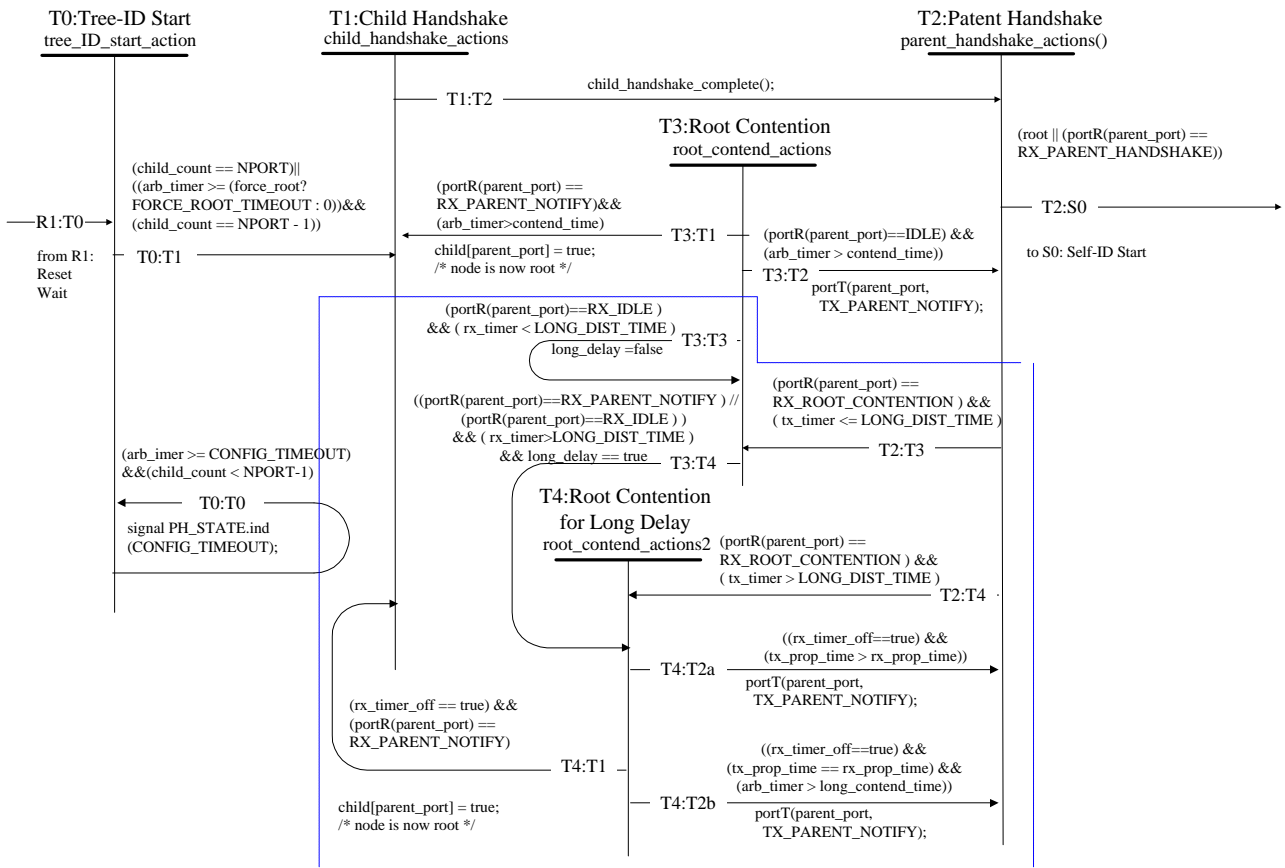 T0:Tree-ID Start
tree_ID_start_action
T1:Child Handshake
child_handshake_actions
T2:Patent Handshake
parent_handshake_actions()
child_handshake_complete();
T1:T2
T3:Root Contention
root_contend_actions
(root || (portR(parent_port) ==
RX_PARENT_HANDSHAKE))
(child_count == NPORT)||
((arb_timer >= (force_root?
FORCE_ROOT_TIMEOUT : 0))&&
(child_count == NPORT - 1))
(portR(parent_port) ==
RX_PARENT_NOTIFY)&&
(arb_timer>contend_time)
R1:T0
T2:S0
T3:T1
from R1:
Reset
Wait
T0:T1
child[parent_port] = true;
/* node is now root */
(portR(parent_port)==IDLE) &&
(arb_timer > contend_time))
to S0: Self-ID Start
T3:T2
portT(parent_port,
TX_PARENT_NOTIFY);
(portR(parent_port)==RX_IDLE )
&& ( rx_timer < LONG_DIST_TIME )
T3:T3
long_delay =false
(portR(parent_port) ==
RX_ROOT_CONTENTION ) &&
( tx_timer <= LONG_DIST_TIME )
T2:T3
((portR(parent_port)==RX_PARENT_NOTIFY ) //
(portR(parent_port)==RX_IDLE ) )
&& ( rx_timer>LONG_DIST_TIME )
&& long_delay == true
T3:T4
(arb_imer >= CONFIG_TIMEOUT)
&&(child_count < NPORT-1)
T0:T0
signal PH_STATE.ind
(CONFIG_TIMEOUT);
T4:Root Contention
for Long Delay
root_contend_actions2
(portR(parent_port) ==
RX_ROOT_CONTENTION ) &&
( tx_timer > LONG_DIST_TIME )
T2:T4
((rx_timer_off==true) &&
(tx_prop_time > rx_prop_time))
T4:T2a
portT(parent_port,
TX_PARENT_NOTIFY);
(rx_timer_off == true) &&
(portR(parent_port) ==
RX_PARENT_NOTIFY)
T4:T1
child[parent_port] = true;
/* node is now root */
((rx_timer_off==true) &&
(tx_prop_time == rx_prop_time) &&
(arb_timer > long_contend_time))
T4:T2b
portT(parent_port,
TX_PARENT_NOTIFY);